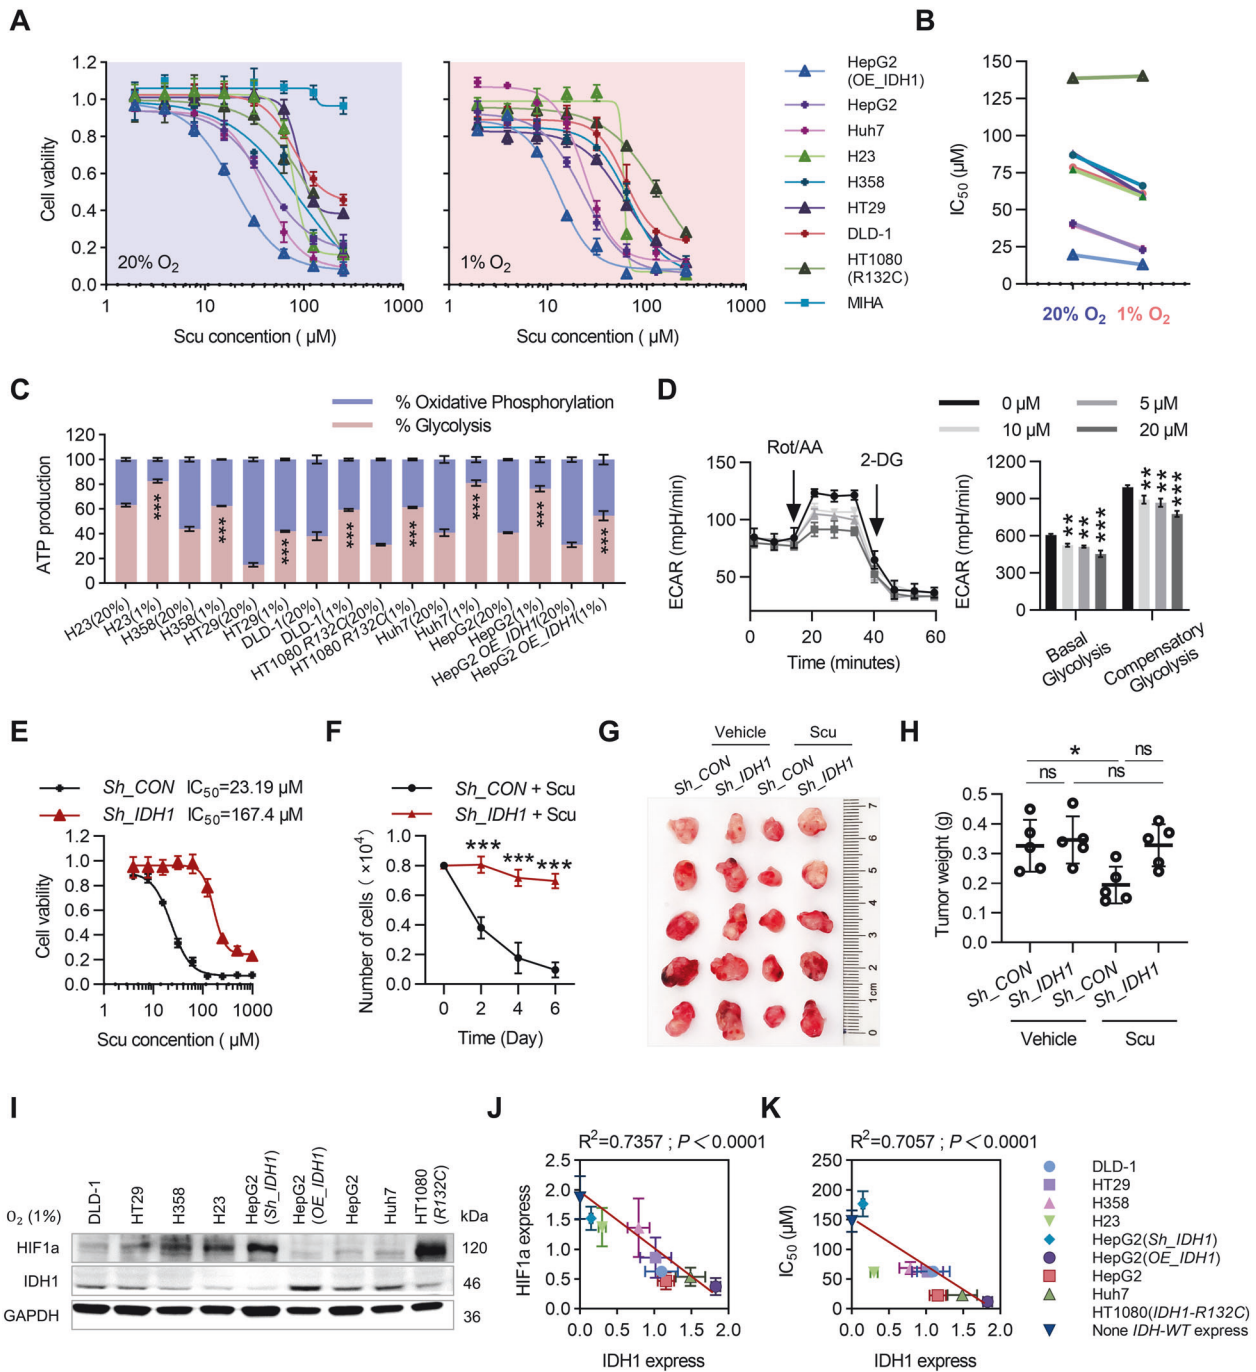 A
1.2
1.0
0.8
0.6
0.4
0.2
0.0
Cell vability
20% O2
1
10
100
1000
Scu concention ( μM)
1% O2
1
10
100
1000
Scu concention ( μM)
HepG2
(OE_IDH1)
HepG2
Huh7
H23
H358
HT29
DLD-1
HT1080
(R132C)
MIHA
B
150
125
100
75
50
25
0
IC50 (μM)
20% O2
1% O2
C
% Oxidative Phosphorylation
% Glycolysis
120
100
80
60
40
20
0
ATP production
***
***
***
***
***
***
***
***
H23(20%)
H23(1%)
H358(20%)
H358(1%)
HT29(20%)
HT29(1%)
DLD-1(20%)
DLD-1(1%)
HT1080 R132C(20%)
HT1080 R132C(1%)
Huh7(20%)
Huh7(1%)
HepG2(20%)
HepG2(1%)
HepG2 OE_IDH1(20%)
HepG2 OE_IDH1(1%)
D
0 μM
5 μM
10 μM
20 μM
Rot/AA
2-DG
150
100
50
ECAR (mpH/min)
0
20
40
60
Time (minutes)
1200
900
600
300
0
ECAR (mpH/min)
**
**
***
**
**
***
Basal
Glycolysis
Compensatory
Glycolysis
E
Sh_CON IC50=23.19 μM
Sh_IDH1 IC50=167.4 μM
1.2
1.0
0.8
0.6
0.4
0.2
0.0
Cell vability
1
10
100
1000
Scu concention ( μM)
F
Sh_CON + Scu
Sh_IDH1 + Scu
0.8
0.6
0.4
0.2
0.0
Number of cells ( ×10⁴)
***
***
***
0
2
4
6
Time (Day)
G
Vehicle
Scu
Sh_CON
Sh_IDH1
Sh_CON
Sh_IDH1
7
6
5
4
3
2
1cm
0
H
*
ns
ns
ns
0.5
0.4
0.3
0.2
0.1
0.0
Tumor weight (g)
Sh_CON
Sh_IDH1
Sh_CON
Sh_IDH1
Vehicle
Scu
I
O2 (1%)
DLD-1
HT29
H358
H23
HepG2
(Sh_IDH1)
HepG2
(OE_IDH1)
HepG2
Huh7
HT1080
(R132C)
kDa
HIF1a
120
IDH1
46
GAPDH
36
J
R2=0.7357 ; P＜0.0001
2.5
2.0
1.5
1.0
0.5
0.0
HIF1a express
0.0
0.5
1.0
1.5
2.0
IDH1 express
K
R2=0.7057 ; P＜0.0001
250
200
150
100
50
0
IC50 (μM)
0.0
0.5
1.0
1.5
2.0
IDH1 express
DLD-1
HT29
H358
H23
HepG2(Sh_IDH1)
HepG2(OE_IDH1)
HepG2
Huh7
HT1080(IDH1-R132C)
None IDH-WT express